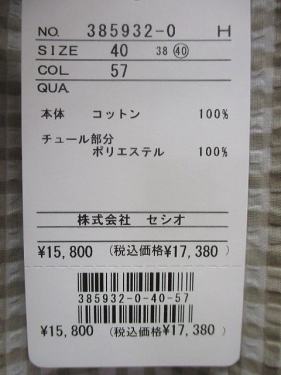 NO. 385932-0 H
SIZE 40 38 ㊵
COL 57
QUA.
本体 コットン 100%
チュール部分
ポリエステル 100%
株式会社 セシオ
¥15,800 (税込価格¥17,380)
385932-0-40-57
¥15,800 (税込価格¥17,380)